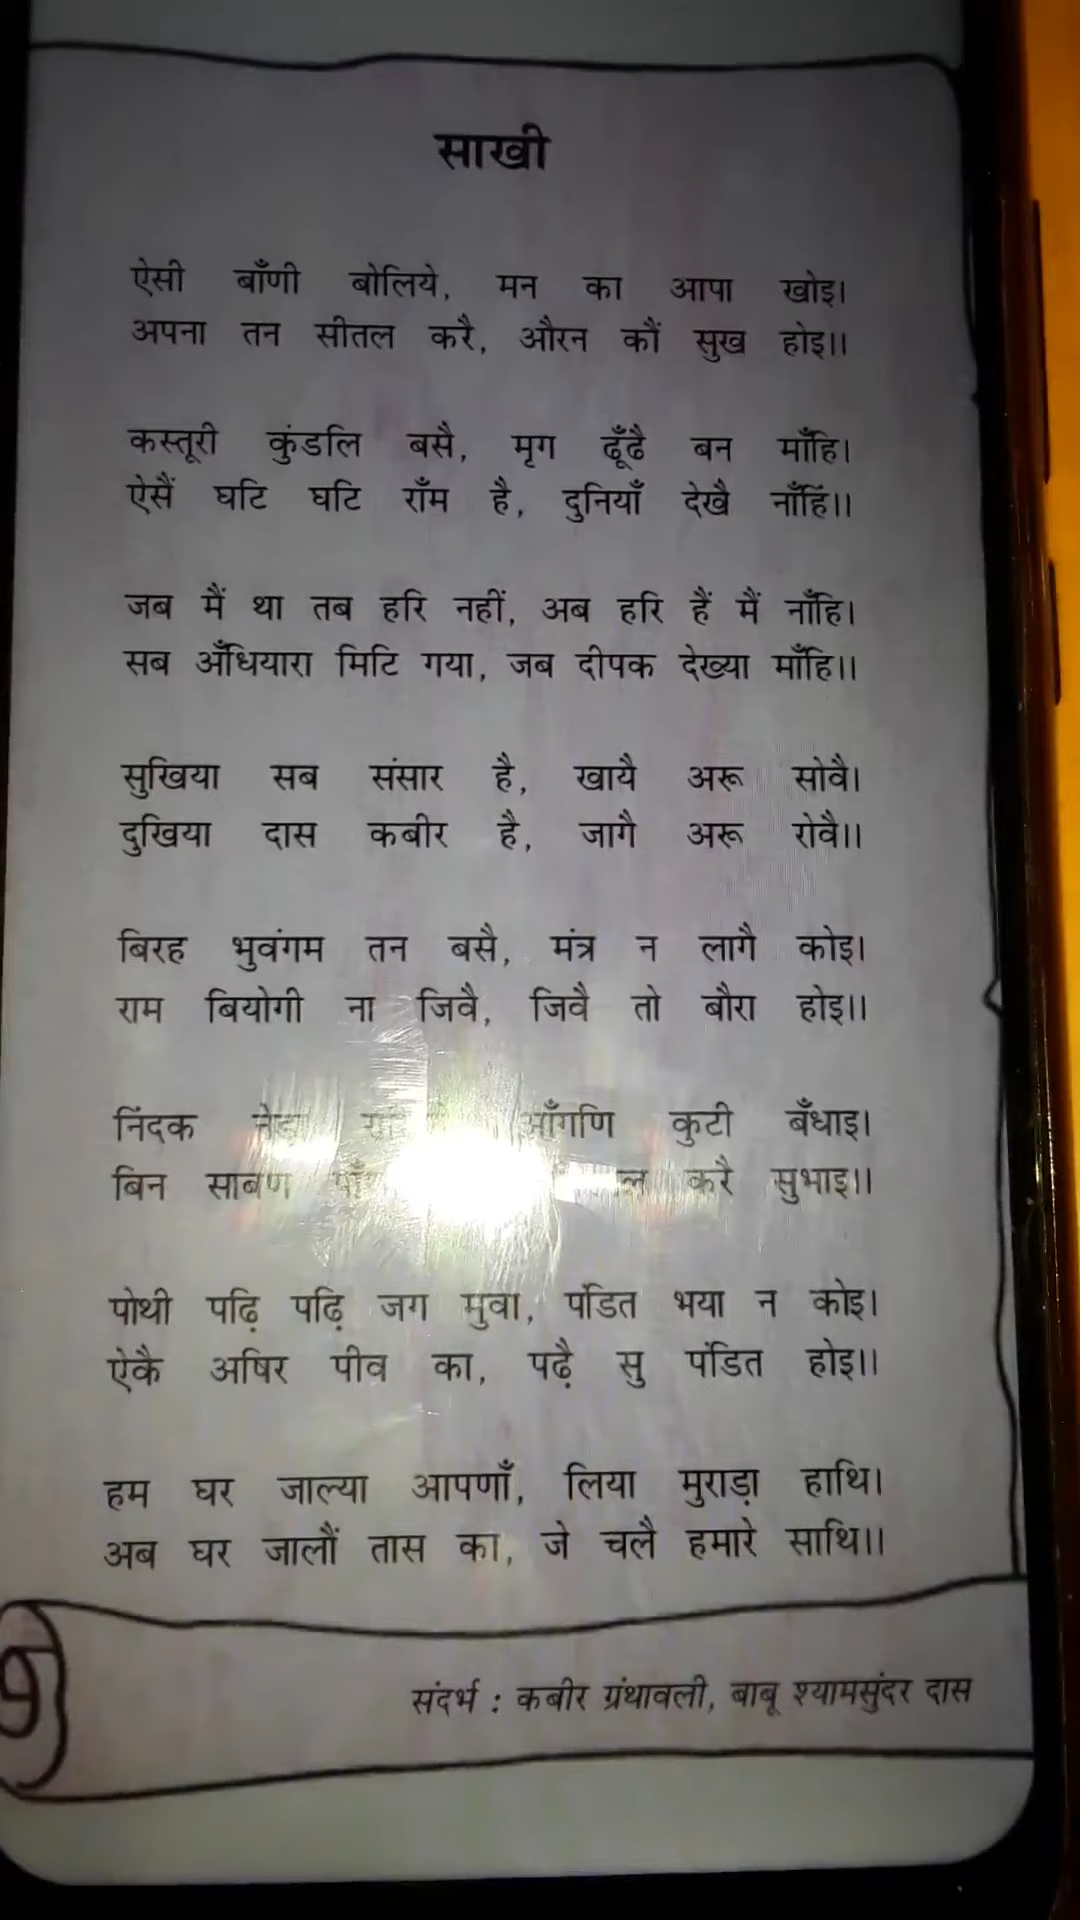 साखी
ऐसी बाँणी बोलिये, मन का आपा खोइ।
अपना तन सीतल करै, औरन कौं सुख होइ।।
कस्तूरी कुंडलि बसै, मृग ढूँढै बन माँहि।
ऐसैं घटि घटि राँम है, दुनियाँ देखै नाँहिं।।
जब मैं था तब हरि नहीं, अब हरि हैं मैं नाँहि।
सब अँधियारा मिटि गया, जब दीपक देख्या माँहि।।
सुखिया सब संसार है, खायै अरू सोवै।
दुखिया दास कबीर है, जागै अरू रोवै।।
बिरह भुवंगम तन बसै, मंत्र न लागै कोइ।
राम बियोगी ना जिवै, जिवै तो बौरा होइ।।
निंदक आँगणि कुटी बँधाइ।
बिन साबण करै सुभाइ।।
पोथी पढ़ि पढ़ि जग मुवा, पंडित भया न कोइ।
ऐकै अषिर पीव का, पढ़ै सु पंडित होइ।।
हम घर जाल्या आपणाँ, लिया मुराड़ा हाथि।
अब घर जालौं तास का, जे चलै हमारे साथि।।
संदर्भ : कबीर ग्रंथावली, बाबू श्यामसुंदर दास